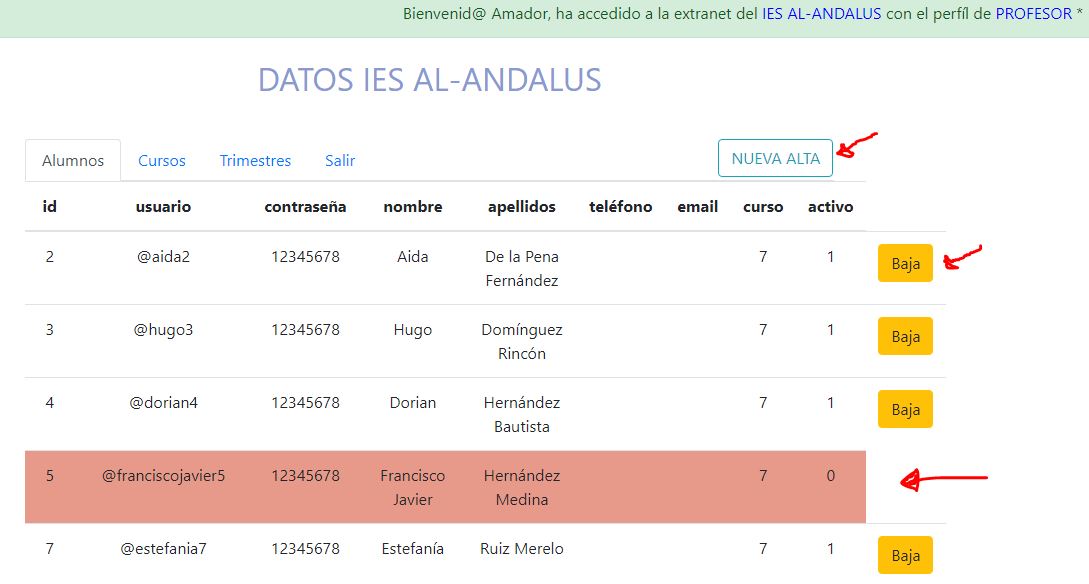 Bienvenid@ Amador, ha accedido a la extranet del IES AL-ANDALUS con el perfíl de PROFESOR *
DATOS IES AL-ANDALUS
Alumnos Cursos Trimestres Salir NUEVA ALTA
id usuario contraseña nombre apellidos teléfono email curso activo
2 @aida2 12345678 Aida De la Pena 7 1 Baja
Fernández
3 @hugo3 12345678 Hugo Domínguez 7 1 Baja
Rincón
4 @dorian4 12345678 Dorian Hernández 7 1 Baja
Bautista
5 @franciscojavier5 12345678 Francisco Hernández 7 0
Javier Medina
7 @estefania7 12345678 Estefanía Ruiz Merelo 7 1 Baja